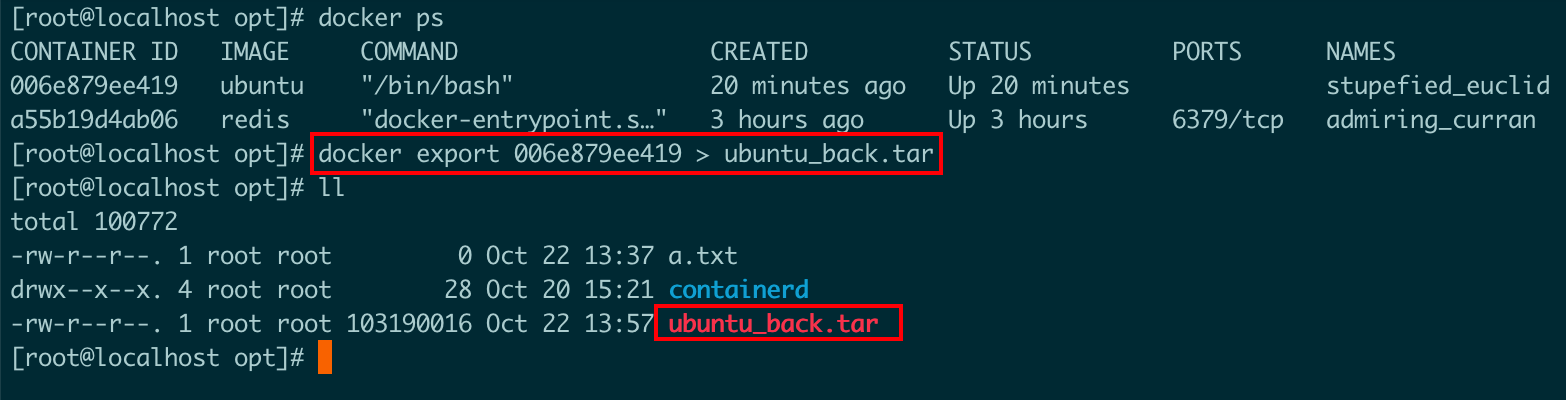 [root@localhost opt]# docker ps
CONTAINER ID   IMAGE     COMMAND                  CREATED          STATUS          PORTS      NAMES
006e879ee419   ubuntu    "/bin/bash"              20 minutes ago   Up 20 minutes              stupefied_euclid
a55b19d4ab06   redis     "docker-entrypoint.s…"   3 hours ago      Up 3 hours      6379/tcp   admiring_curran
[root@localhost opt]# docker export 006e879ee419 > ubuntu_back.tar
[root@localhost opt]# ll
total 100772
-rw-r--r--. 1 root root         0 Oct 22 13:37 a.txt
drwx--x--x. 4 root root        28 Oct 20 15:21 containerd
-rw-r--r--. 1 root root 103190016 Oct 22 13:57 ubuntu_back.tar
[root@localhost opt]#